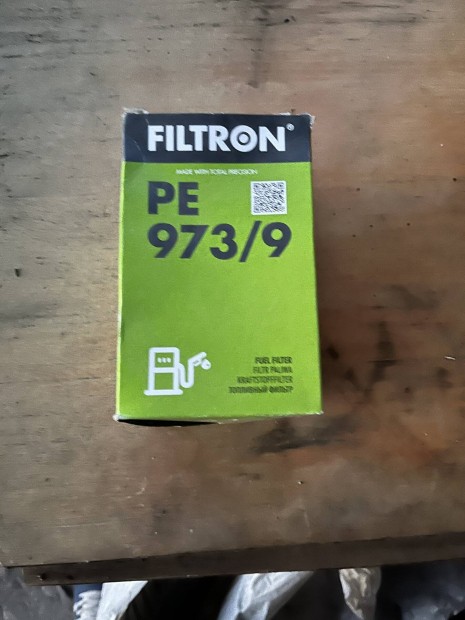 FILTRON®
MADE WITH TOTAL PRECISION
PE
973/9
FUEL FILTER
FILTR PALIWA
KRAFTSTOFFFILTER
ТОПЛИВНЫЙ ФИЛЬТР